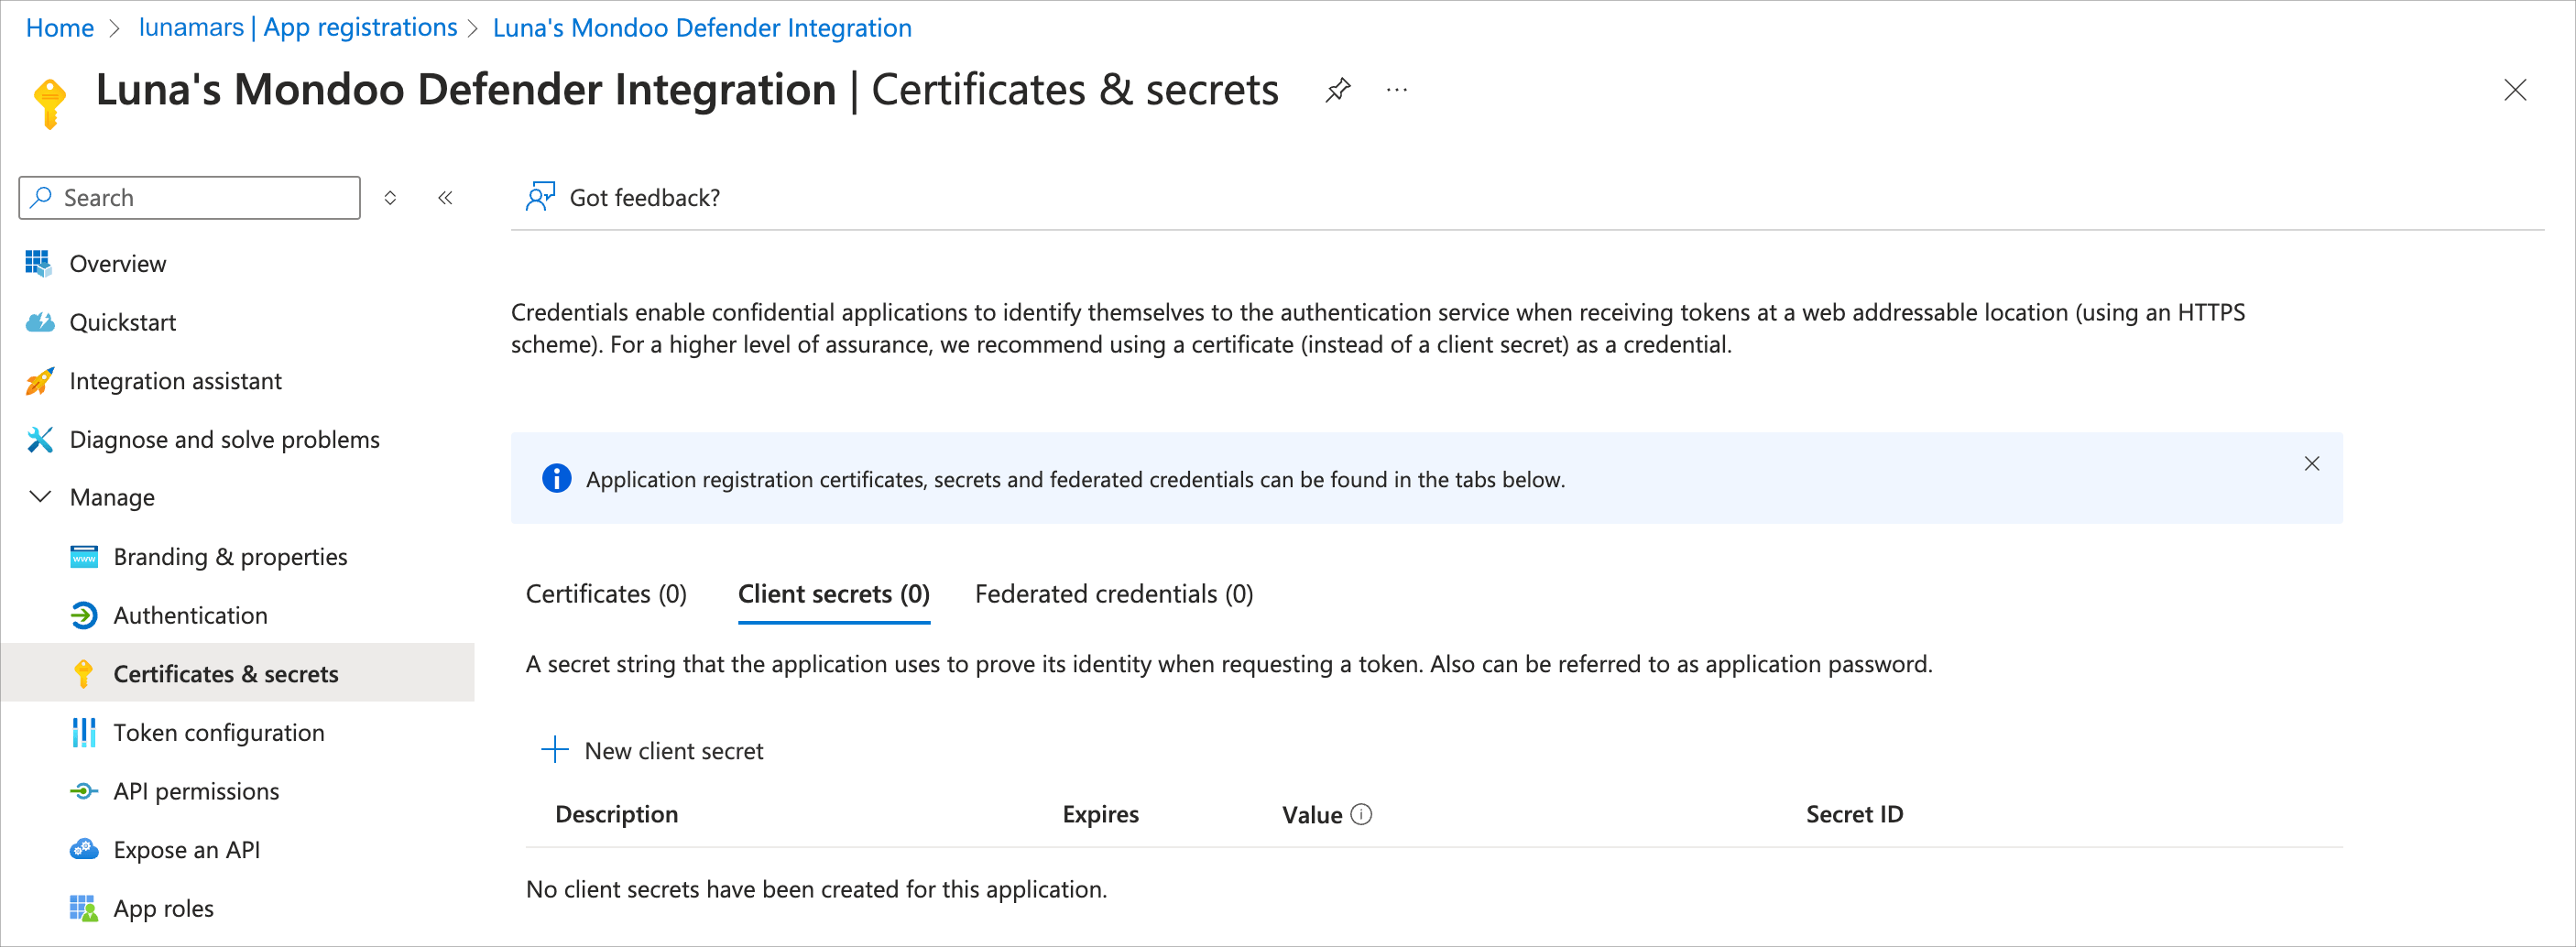 Home > lunamars | App registrations > Luna's Mondoo Defender Integration
Luna's Mondoo Defender Integration | Certificates & secrets
Search
Got feedback?
Overview
Quickstart
Integration assistant
Diagnose and solve problems
Manage
Branding & properties
www
Authentication
Certificates & secrets
Token configuration
API permissions
Expose an API
App roles
Credentials enable confidential applications to identify themselves to the authentication service when receiving tokens at a web addressable location (using an HTTPS
scheme). For a higher level of assurance, we recommend using a certificate (instead of a client secret) as a credential.
Application registration certificates, secrets and federated credentials can be found in the tabs below.
Certificates (0) Client secrets (0) Federated credentials (0)
A secret string that the application uses to prove its identity when requesting a token. Also can be referred to as application password.
New client secret
Description Expires Value Secret ID
No client secrets have been created for this application.